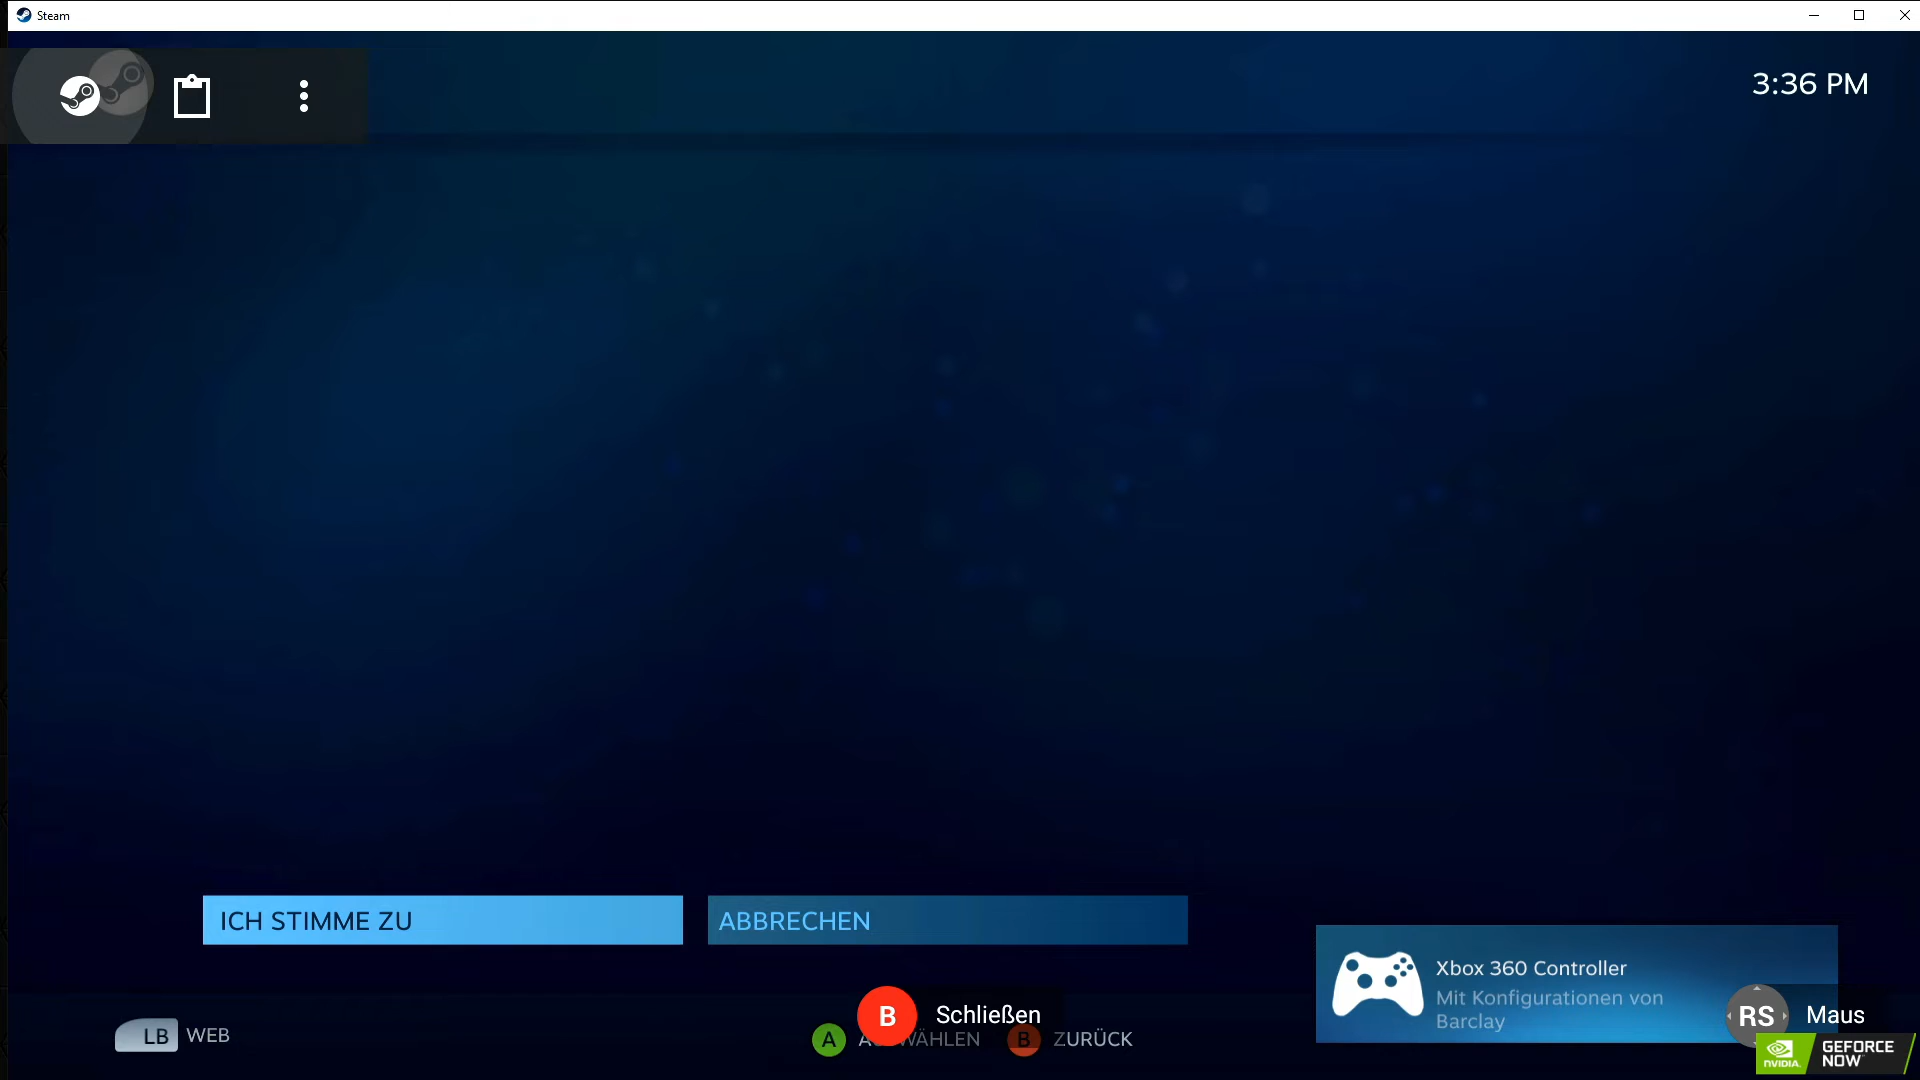 Steam
3:36 PM
ICH STIMME ZU
ABBRECHEN
Xbox 360 Controller
Mit Konfigurationen von
Barclay
B Schließen
RS Maus
LB WEB
A
WÄHLEN
B ZURÜCK
NVIDIA
GEFORCE
NOW